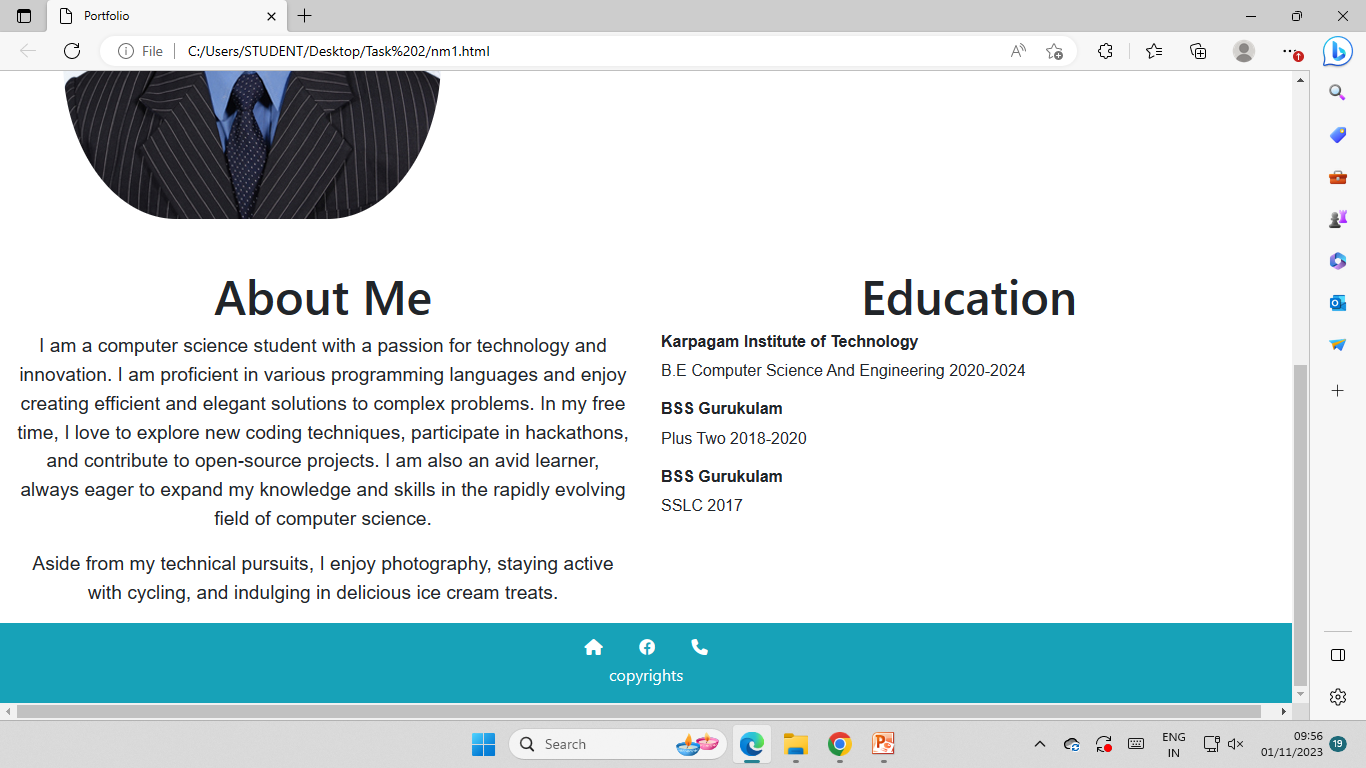 Portfolio
File
C:/Users/STUDENT/Desktop/Task%202/nm1.html
About Me
I am a computer science student with a passion for technology and
innovation. I am proficient in various programming languages and enjoy
creating efficient and elegant solutions to complex problems. In my free
time, I love to explore new coding techniques, participate in hackathons,
and contribute to open-source projects. I am also an avid learner,
always eager to expand my knowledge and skills in the rapidly evolving
field of computer science.
Aside from my technical pursuits, I enjoy photography, staying active
with cycling, and indulging in delicious ice cream treats.
Education
Karpagam Institute of Technology
B.E Computer Science And Engineering 2020-2024
BSS Gurukulam
Plus Two 2018-2020
BSS Gurukulam
SSLC 2017
copyrights
Search
ENG
IN
09:56
01/11/2023
19